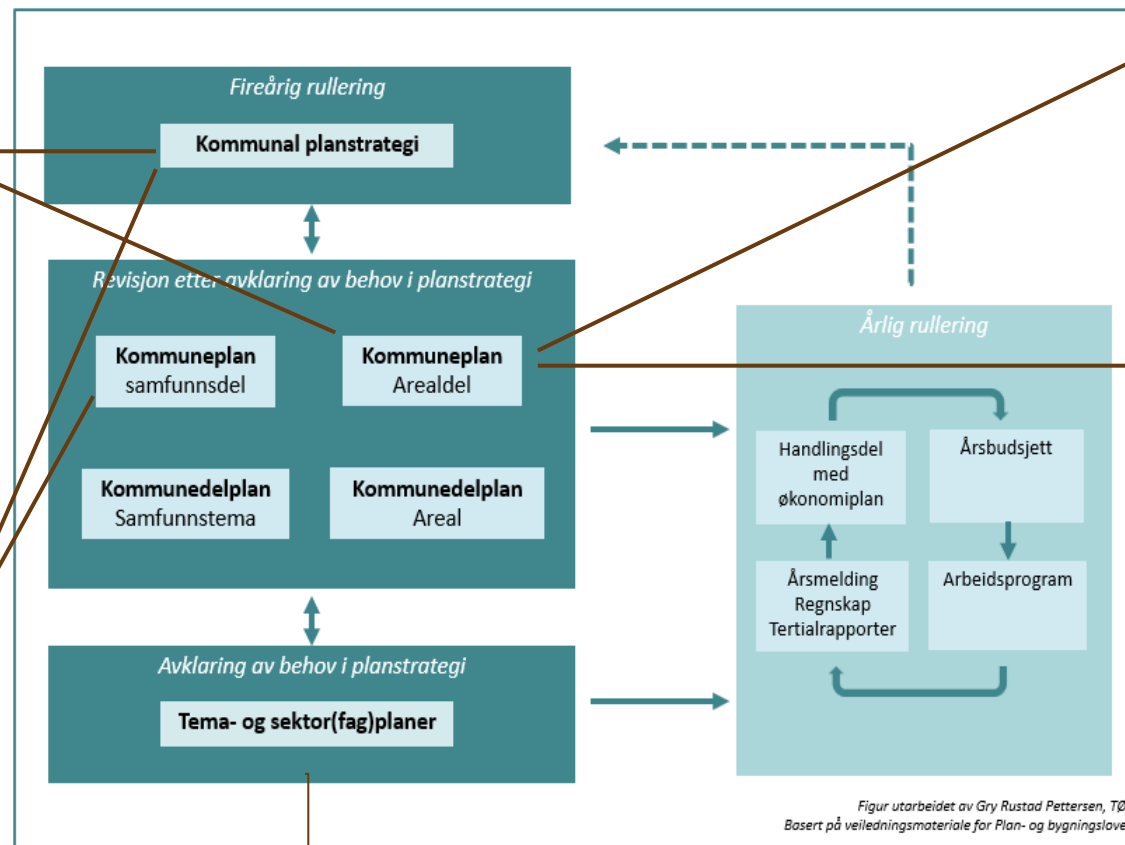 Fireårig rullering
Kommunal planstrategi
Revisjon etter avklaring av behov i planstrategi
Kommuneplan
samfunnsdel
Kommuneplan
Arealdel
Kommunedelplan
Samfunnstema
Kommunedelplan
Areal
Avklaring av behov i planstrategi
Tema- og sektor(fag)planer
Årlig rullering
Handlingsdel
med
økonomiplan
Årsbudsjett
Årsmelding
Regnskap
Tertialrapporter
Arbeidsprogram
Figur utarbeidet av Gry Rustad Pettersen, TØ
Basert på veiledningsmateriale for Plan- og bygningslove